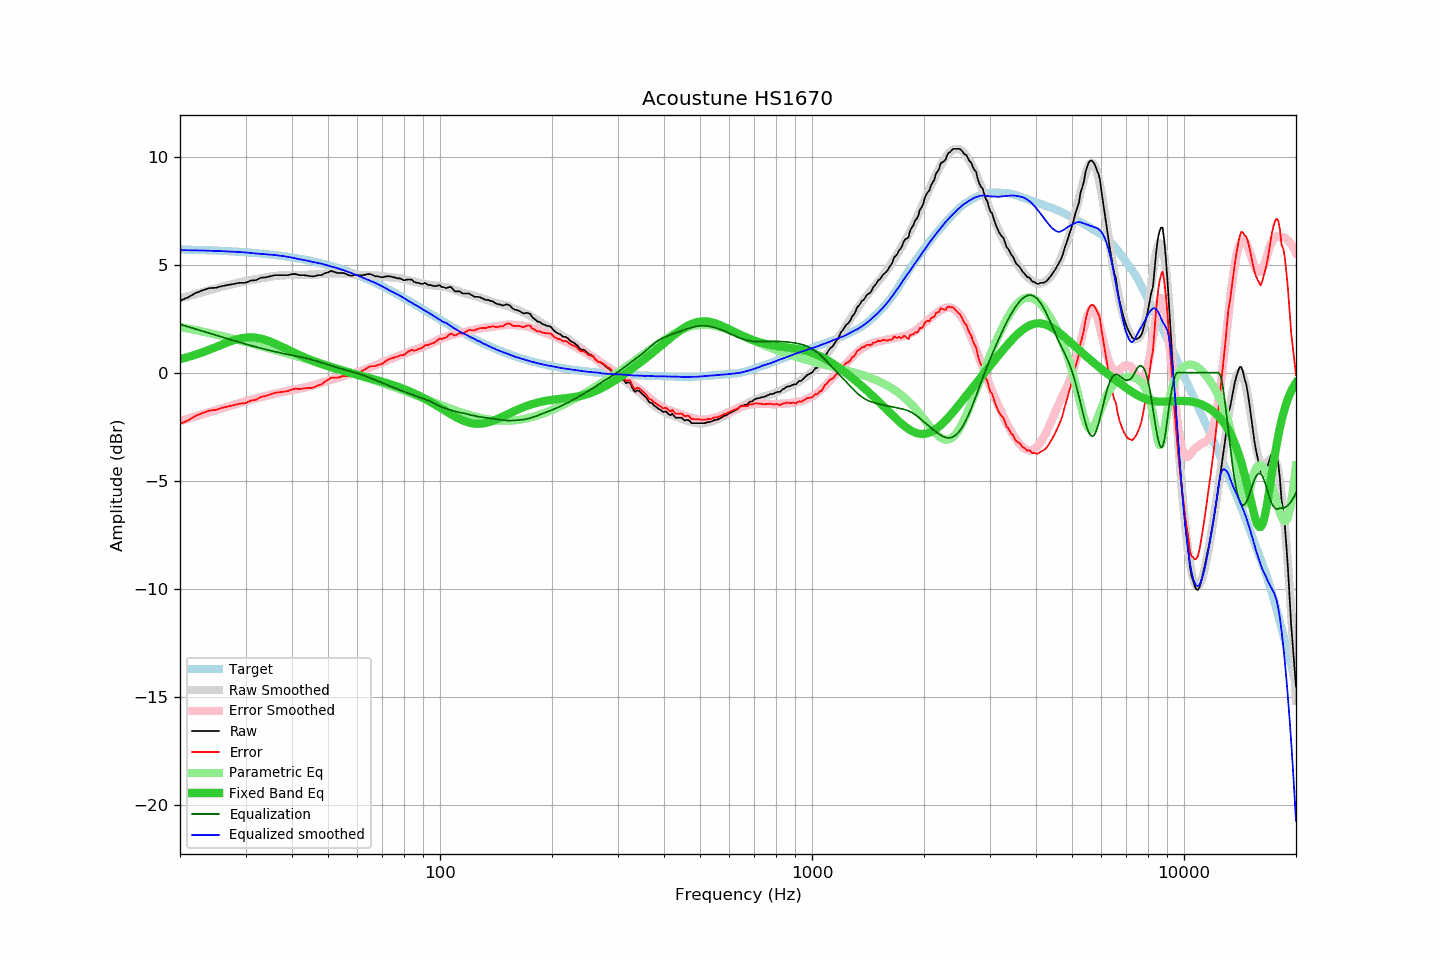 Acoustune HS1670
10
5
0
−5
−10
−15
−20
Amplitude (dBr)
Target
Raw Smoothed
Error Smoothed
Raw
Error
Parametric Eq
Fixed Band Eq
Equalization
Equalized smoothed
100
1000
10000
Frequency (Hz)